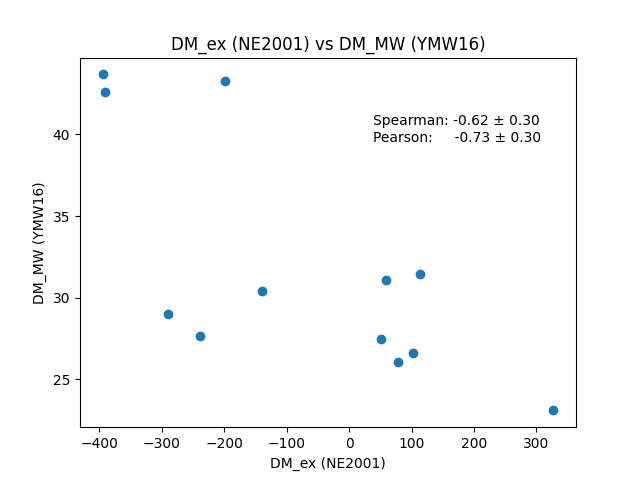 DM_ex (NE2001) vs DM_MW (YMW16)
Spearman: -0.62 ± 0.30
Pearson: -0.73 ± 0.30
DM_MW (YMW16)
40
35
30
25
−400 −300 −200 −100 0 100 200 300
DM_ex (NE2001)